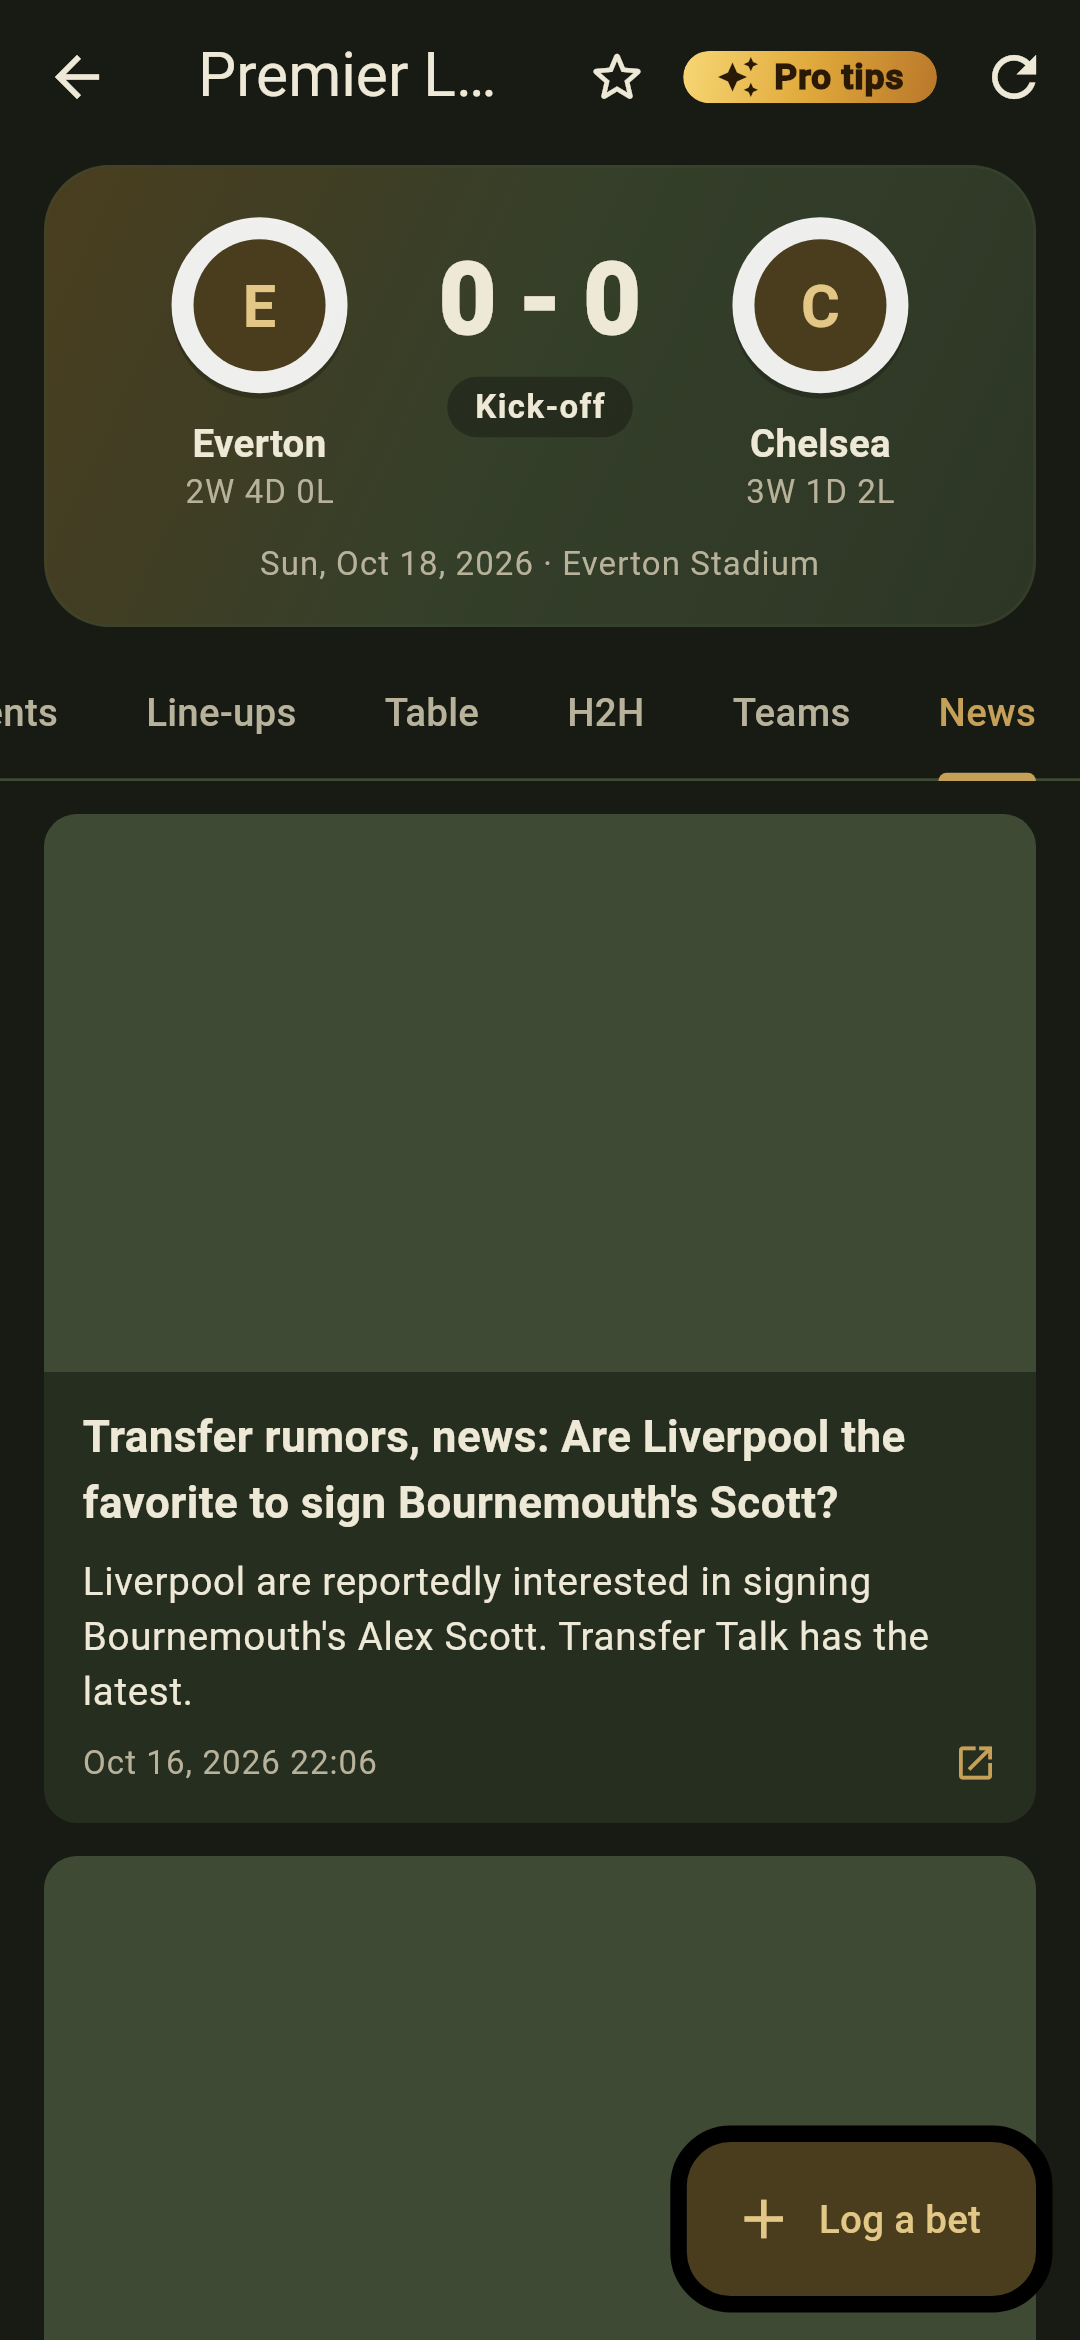 Premier L...
Pro tips
E
0 - 0
C
Kick-off
Everton
Chelsea
2W 4D 0L
3W 1D 2L
Sun, Oct 18, 2026 · Everton Stadium
ents
Line-ups
Table
H2H
Teams
News
Transfer rumors, news: Are Liverpool the
favorite to sign Bournemouth's Scott?
Liverpool are reportedly interested in signing
Bournemouth's Alex Scott. Transfer Talk has the
latest.
Oct 16, 2026 22:06
Log a bet